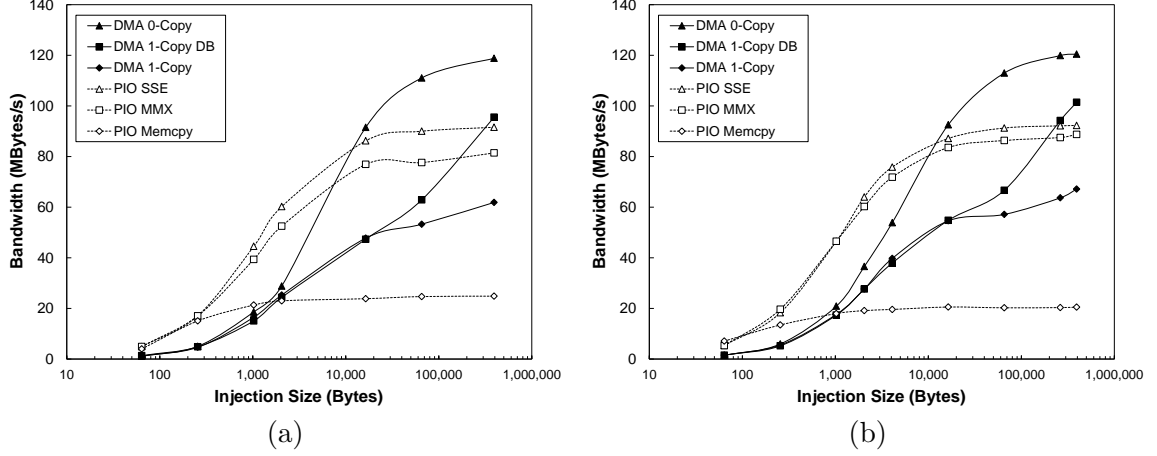 140
120
100
80
60
40
20
0
Bandwidth (MBytes/s)
DMA 0-Copy
DMA 1-Copy DB
DMA 1-Copy
PIO SSE
PIO MMX
PIO Memcpy
10 100 1,000 10,000 100,000 1,000,000
Injection Size (Bytes)
(a)
140
120
100
80
60
40
20
0
Bandwidth (MBytes/s)
DMA 0-Copy
DMA 1-Copy DB
DMA 1-Copy
PIO SSE
PIO MMX
PIO Memcpy
10 100 1,000 10,000 100,000 1,000,000
Injection Size (Bytes)
(b)